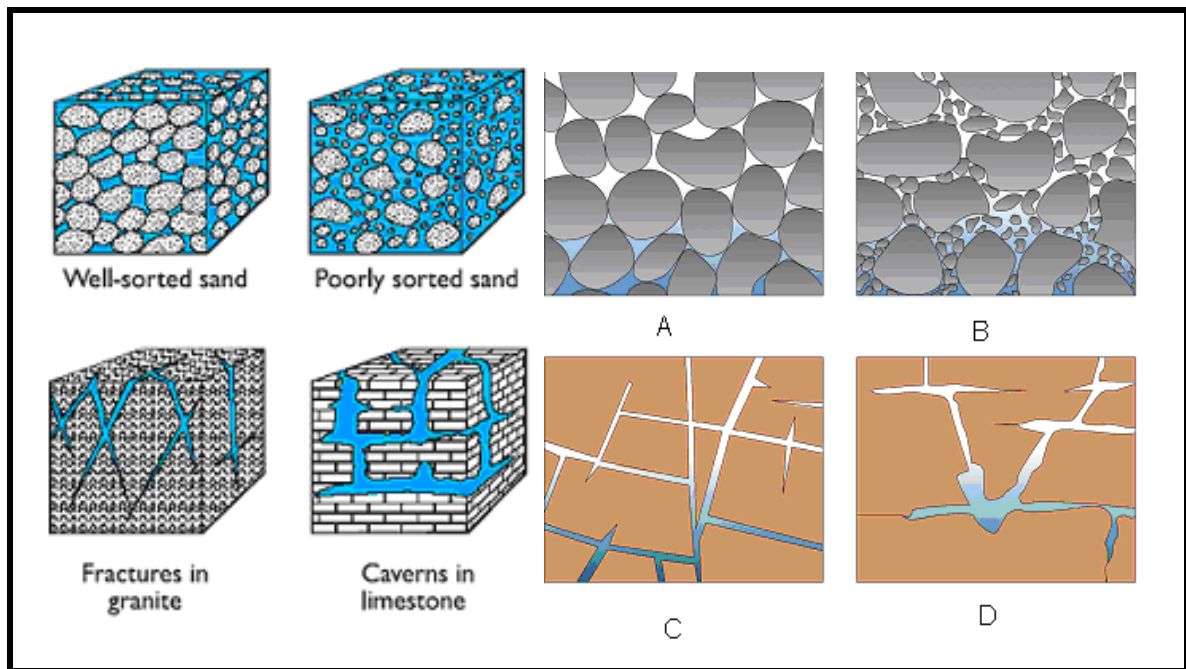 Well-sorted sand
Poorly sorted sand
A
B
Fractures in
granite
Caverns in
limestone
C
D